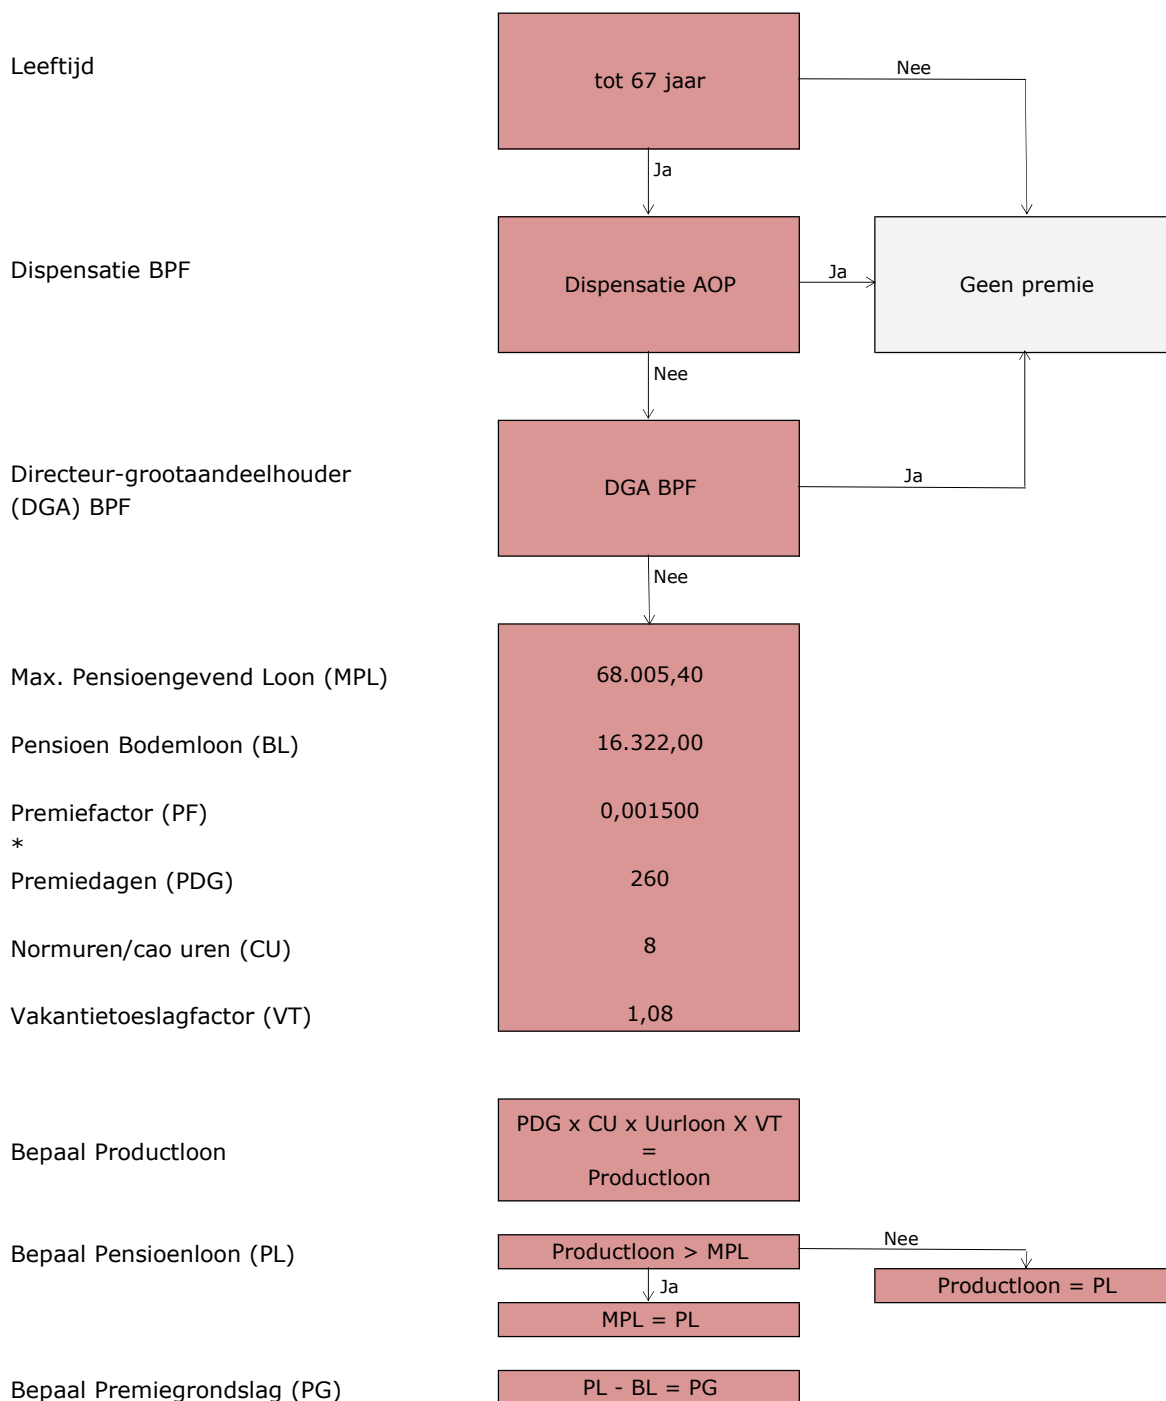 Leeftijd
tot 67 jaar
Nee
Ja
Dispensatie BPF
Dispensatie AOP
Ja
Geen premie
Nee
Directeur-grootaandeelhouder
(DGA) BPF
DGA BPF
Ja
Nee
Max. Pensioengevend Loon (MPL)
68.005,40
Pensioen Bodemloon (BL)
16.322,00
Premiefactor (PF)
0,001500
*
Premiedagen (PDG)
260
Normuren/cao uren (CU)
8
Vakantietoeslagfactor (VT)
1,08
Bepaal Productloon
PDG x CU x Uurloon X VT
=
Productloon
Bepaal Pensioenloon (PL)
Productloon > MPL
Nee
Productloon = PL
Ja
MPL = PL
Bepaal Premiegrondslag (PG)
PL - BL = PG